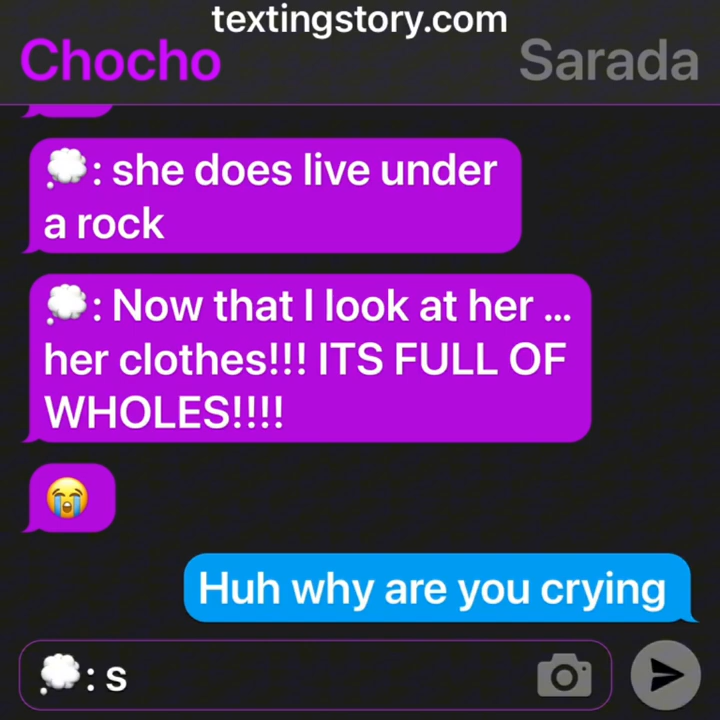 textingstory.com
Chocho
Sarada
💭: she does live under
a rock
💭: Now that I look at her ...
her clothes!!! ITS FULL OF
WHOLES!!!!
😭
Huh why are you crying
💭: s